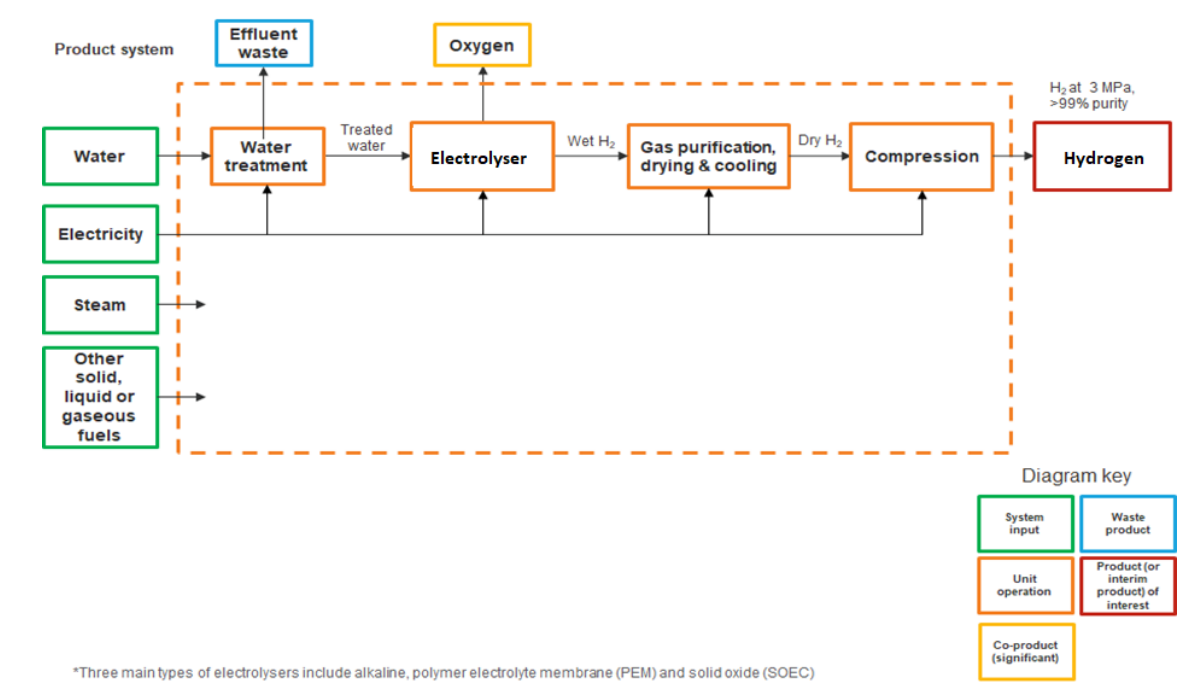 Product system
Effluent
waste
Oxygen
H₂ at 3 MPa,
>99% purity
Water
Water
treatment
Treated
water
Electrolyser
Wet H₂
Gas purification,
drying & cooling
Dry H₂
Compression
Hydrogen
Electricity
Steam
Other
solid,
liquid or
gaseous
fuels
Diagram key
System
input
Waste
product
Unit
operation
Product (or
interim
product) of
interest
Co-product
(significant)
*Three main types of electrolysers include alkaline, polymer electrolyte membrane (PEM) and solid oxide (SOEC)